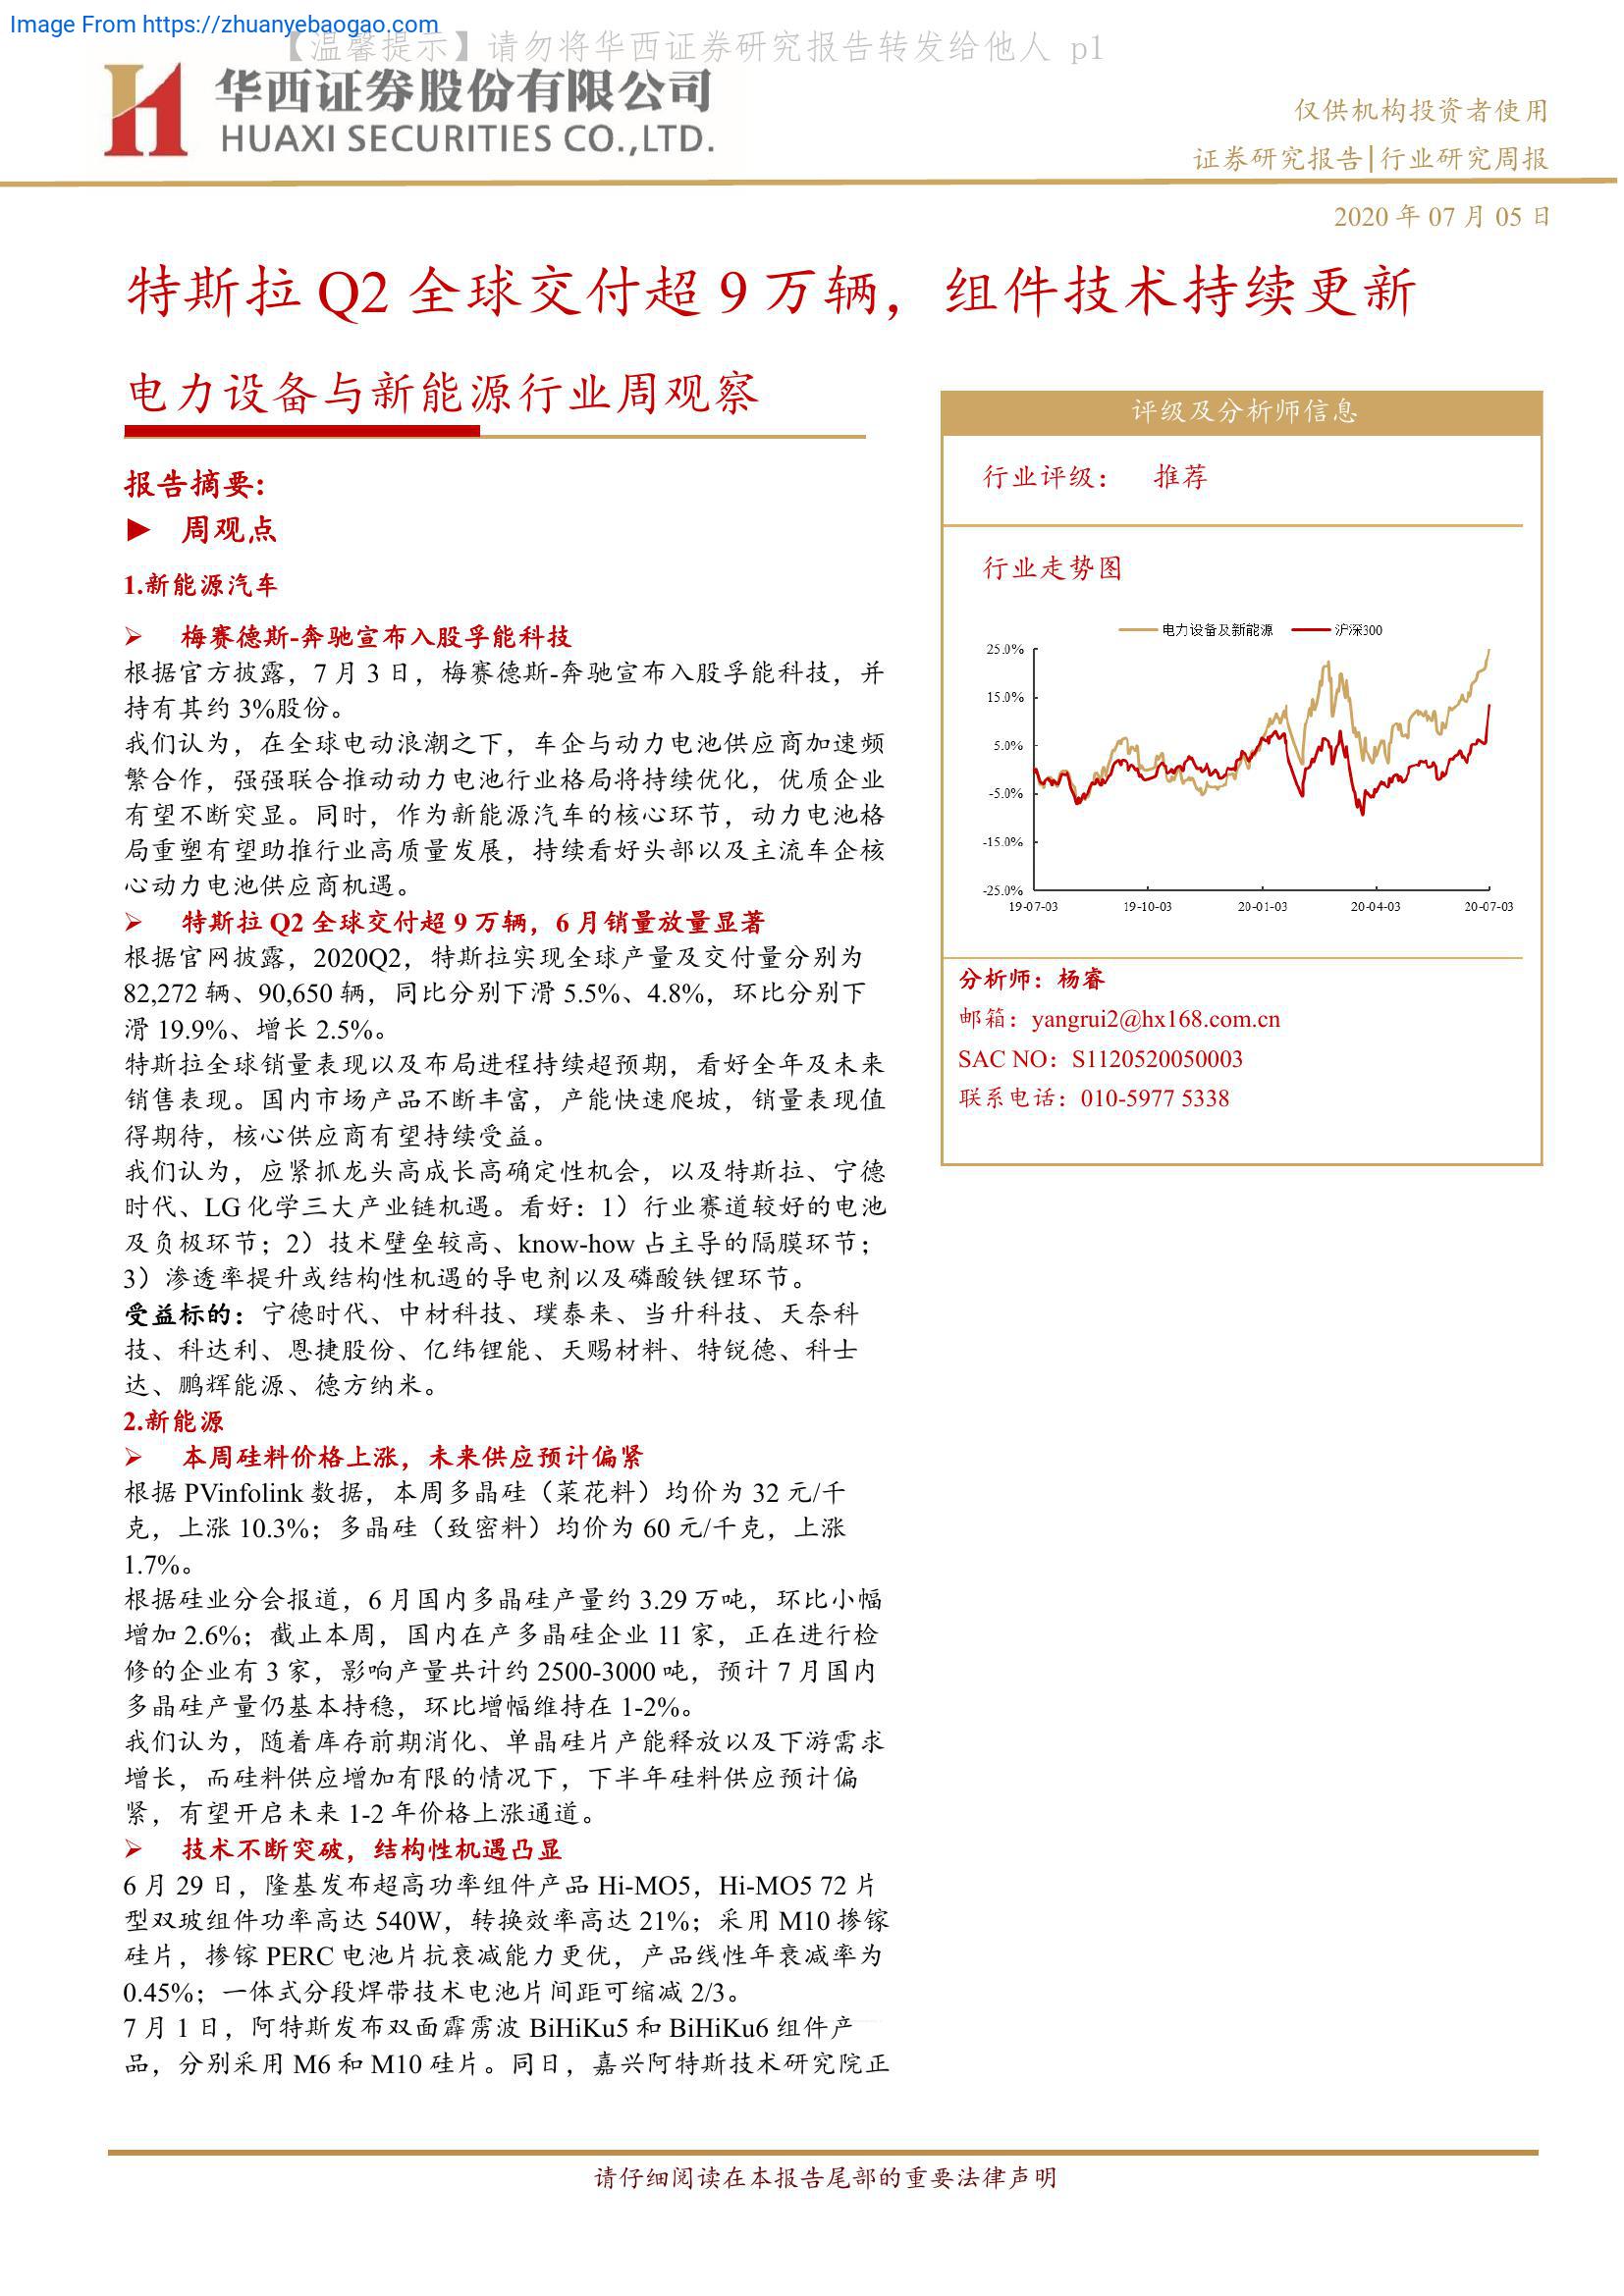 Image From https://zhuanyebaogao.com
【温馨提示】请勿将华西证券研究报告转发给他人 p1
华西证券股份有限公司
HUAXI SECURITIES CO.,LTD.
仅供机构投资者使用
证券研究报告|行业研究周报
2020 年 07 月 05 日
特斯拉 Q2 全球交付超 9 万辆，组件技术持续更新
电力设备与新能源行业周观察
报告摘要:
► 周观点
1.新能源汽车
➢ 梅赛德斯-奔驰宣布入股孚能科技
根据官方披露，7 月 3 日，梅赛德斯-奔驰宣布入股孚能科技，并
持有其约 3%股份。
我们认为，在全球电动浪潮之下，车企与动力电池供应商加速频
繁合作，强强联合推动动力电池行业格局将持续优化，优质企业
有望不断突显。同时，作为新能源汽车的核心环节，动力电池格
局重塑有望助推行业高质量发展，持续看好头部以及主流车企核
心动力电池供应商机遇。
➢ 特斯拉 Q2 全球交付超 9 万辆，6 月销量放量显著
根据官网披露，2020Q2，特斯拉实现全球产量及交付量分别为
82,272 辆、90,650 辆，同比分别下滑 5.5%、4.8%，环比分别下
滑 19.9%、增长 2.5%。
特斯拉全球销量表现以及布局进程持续超预期，看好全年及未来
销售表现。国内市场产品不断丰富，产能快速爬坡，销量表现值
得期待，核心供应商有望持续受益。
我们认为，应紧抓龙头高成长高确定性机会，以及特斯拉、宁德
时代、LG 化学三大产业链机遇。看好：1）行业赛道较好的电池
及负极环节；2）技术壁垒较高、know-how 占主导的隔膜环节；
3）渗透率提升或结构性机遇的导电剂以及磷酸铁锂环节。
受益标的：宁德时代、中材科技、璞泰来、当升科技、天奈科
技、科达利、恩捷股份、亿纬锂能、天赐材料、特锐德、科士
达、鹏辉能源、德方纳米。
2.新能源
➢ 本周硅料价格上涨，未来供应预计偏紧
根据 PVinfolink 数据，本周多晶硅（菜花料）均价为 32 元/千
克，上涨 10.3%；多晶硅（致密料）均价为 60 元/千克，上涨
1.7%。
根据硅业分会报道，6 月国内多晶硅产量约 3.29 万吨，环比小幅
增加 2.6%；截止本周，国内在产多晶硅企业 11 家，正在进行检
修的企业有 3 家，影响产量共计约 2500-3000 吨，预计 7 月国内
多晶硅产量仍基本持稳，环比增幅维持在 1-2%。
我们认为，随着库存前期消化、单晶硅片产能释放以及下游需求
增长，而硅料供应增加有限的情况下，下半年硅料供应预计偏
紧，有望开启未来 1-2 年价格上涨通道。
➢ 技术不断突破，结构性机遇凸显
6 月 29 日，隆基发布超高功率组件产品 Hi-MO5，Hi-MO5 72 片
型双玻组件功率高达 540W，转换效率高达 21%；采用 M10 掺镓
硅片，掺镓 PERC 电池片抗衰减能力更优，产品线性年衰减率为
0.45%；一体式分段焊带技术电池片间距可缩减 2/3。
7 月 1 日，阿特斯发布双面霹雳波 BiHiKu5 和 BiHiKu6 组件产
品，分别采用 M6 和 M10 硅片。同日，嘉兴阿特斯技术研究院正
评级及分析师信息
行业评级： 推荐
行业走势图
电力设备及新能源 沪深300
25.0%
15.0%
5.0%
-5.0%
-15.0%
-25.0%
19-07-03 19-10-03 20-01-03 20-04-03 20-07-03
分析师：杨睿
邮箱：yangrui2@hx168.com.cn
SAC NO：S1120520050003
联系电话：010-5977 5338
请仔细阅读在本报告尾部的重要法律声明